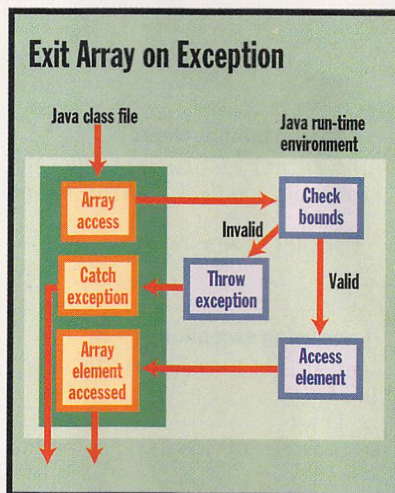 Exit Array on Exception
Java class file
Java run-time
environment
Array
access
Check
bounds
Invalid
Catch
exception
Throw
exception
Valid
Array
element
accessed
Access
element